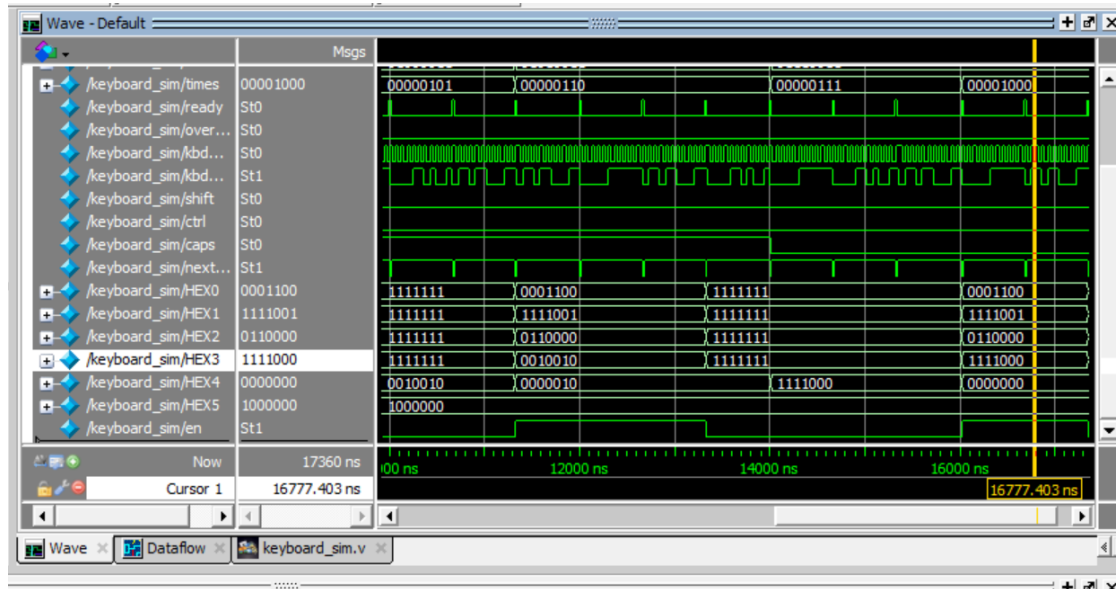 Wave - Default
Msgs
/keyboard_sim/times 00001000 00000101 00000110 00000111 00001000
/keyboard_sim/ready St0
/keyboard_sim/over... St0
/keyboard_sim/kbd... St0
/keyboard_sim/kbd... St1
/keyboard_sim/shift St0
/keyboard_sim/ctrl St0
/keyboard_sim/caps St0
/keyboard_sim/next... St1
/keyboard_sim/HEX0 0001100 1111111 0001100 1111111 0001100
/keyboard_sim/HEX1 1111001 1111111 1111001 1111111 1111001
/keyboard_sim/HEX2 0110000 1111111 0110000 1111111 0110000
/keyboard_sim/HEX3 1111000 1111111 0010010 1111111 1111000
/keyboard_sim/HEX4 0000000 0010010 0000010 1111000 0000000
/keyboard_sim/HEX5 1000000 1000000
/keyboard_sim/en St1
Now 17360 ns 00 ns 12000 ns 14000 ns 16000 ns
Cursor 1 16777.403 ns 16777.403 ns
Wave Dataflow keyboard_sim.v